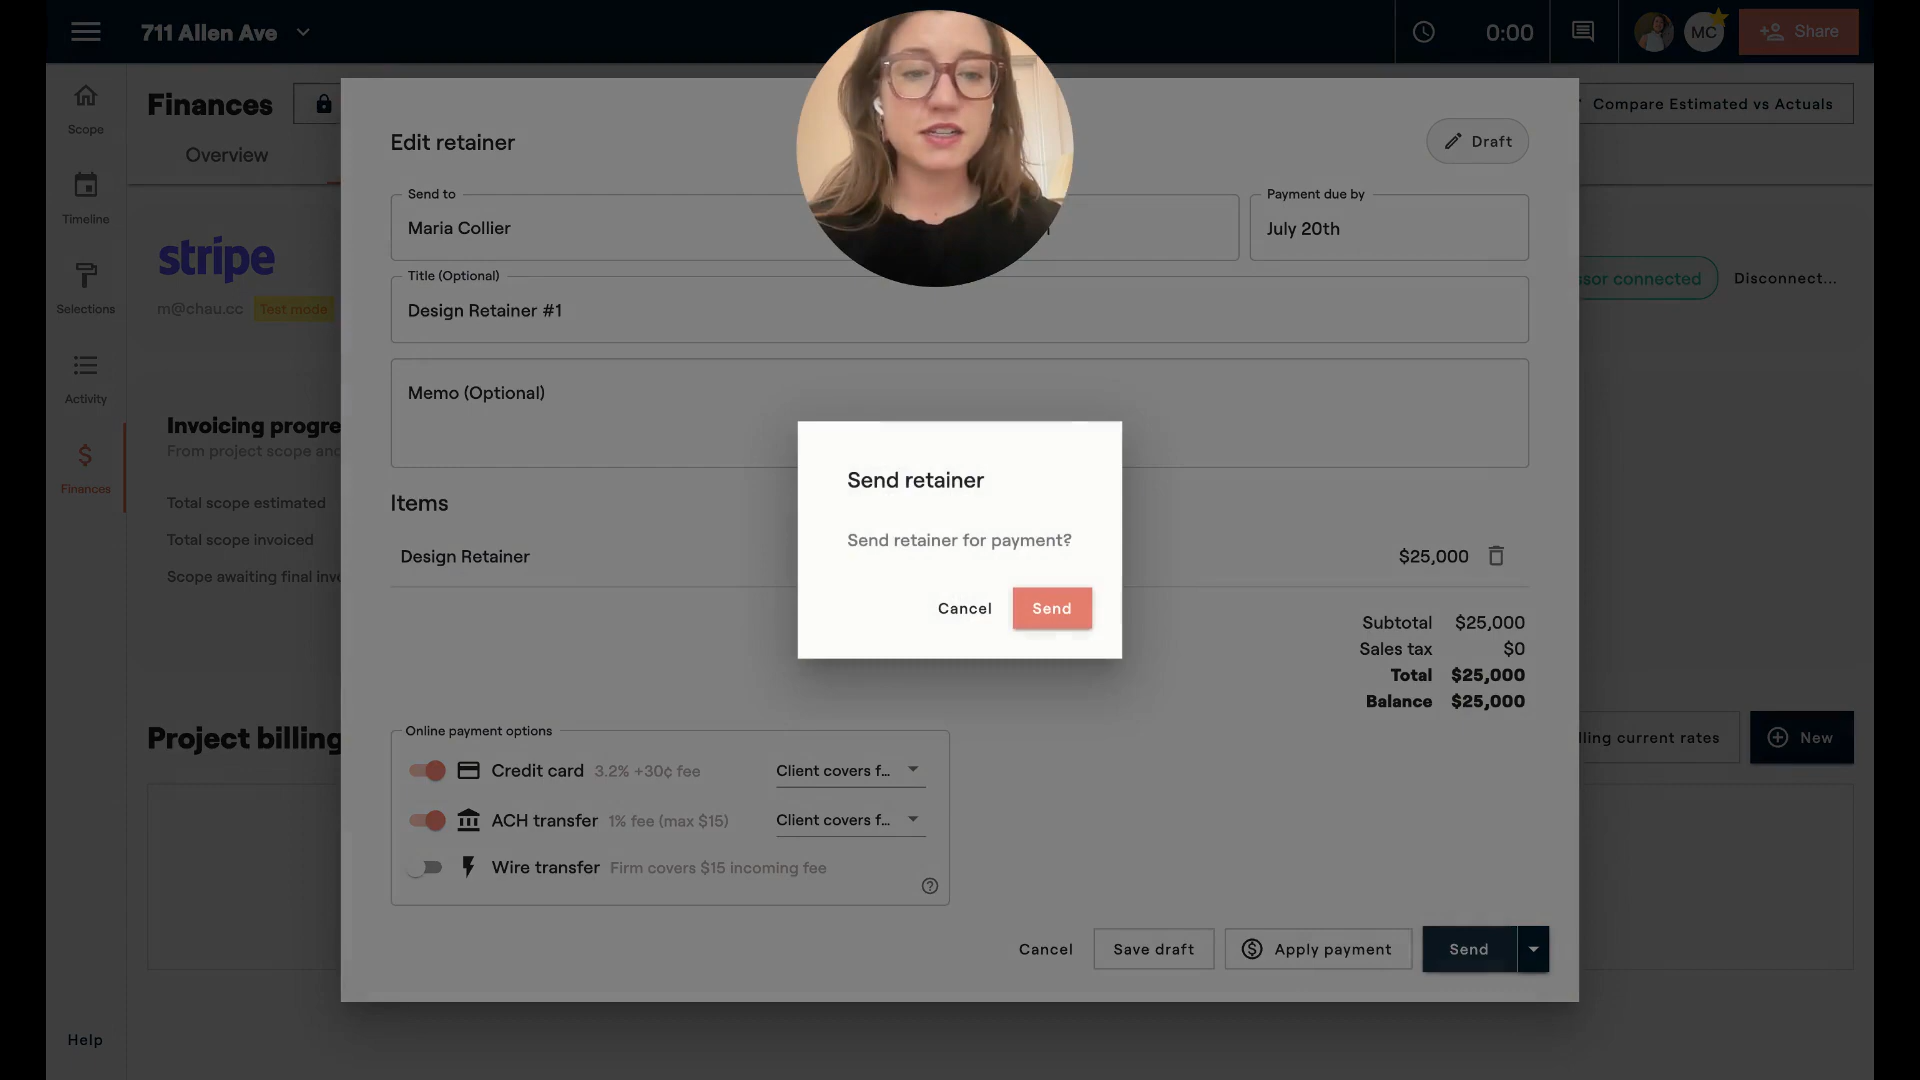 711 Allen Ave
0:00
MC
Share
Scope
Timeline
Selections
Activity
Finances
Help
Finances
Compare Estimated vs Actuals
Overview
stripe
m@chau.cc
Test mode
connected
Disconnect...
Invoicing
From project scope
Total scope estimated
Total scope invoiced
Scope awaiting final
Project billing
current rates
New
Edit retainer
Draft
Send to
Maria Collier
Payment due by
July 20th
Title (Optional)
Design Retainer #1
Memo (Optional)
Items
Design Retainer
$25,000
Subtotal $25,000
Sales tax $0
Total $25,000
Balance $25,000
Online payment options
Credit card 3.2% +30¢ fee
Client covers f...
ACH transfer 1% fee (max $15)
Client covers f...
Wire transfer Firm covers $15 incoming fee
Cancel
Save draft
Apply payment
Send
Send retainer
Send retainer for payment?
Cancel
Send